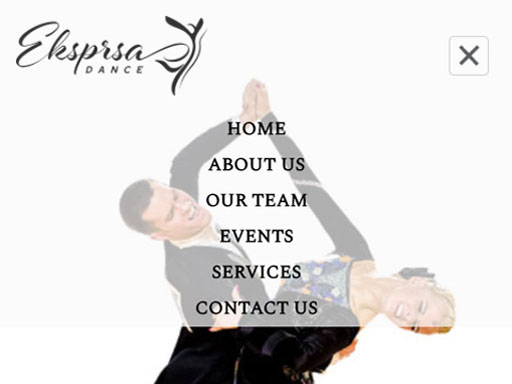 Eksprsa
DANCE
HOME
ABOUT US
OUR TEAM
EVENTS
SERVICES
CONTACT US